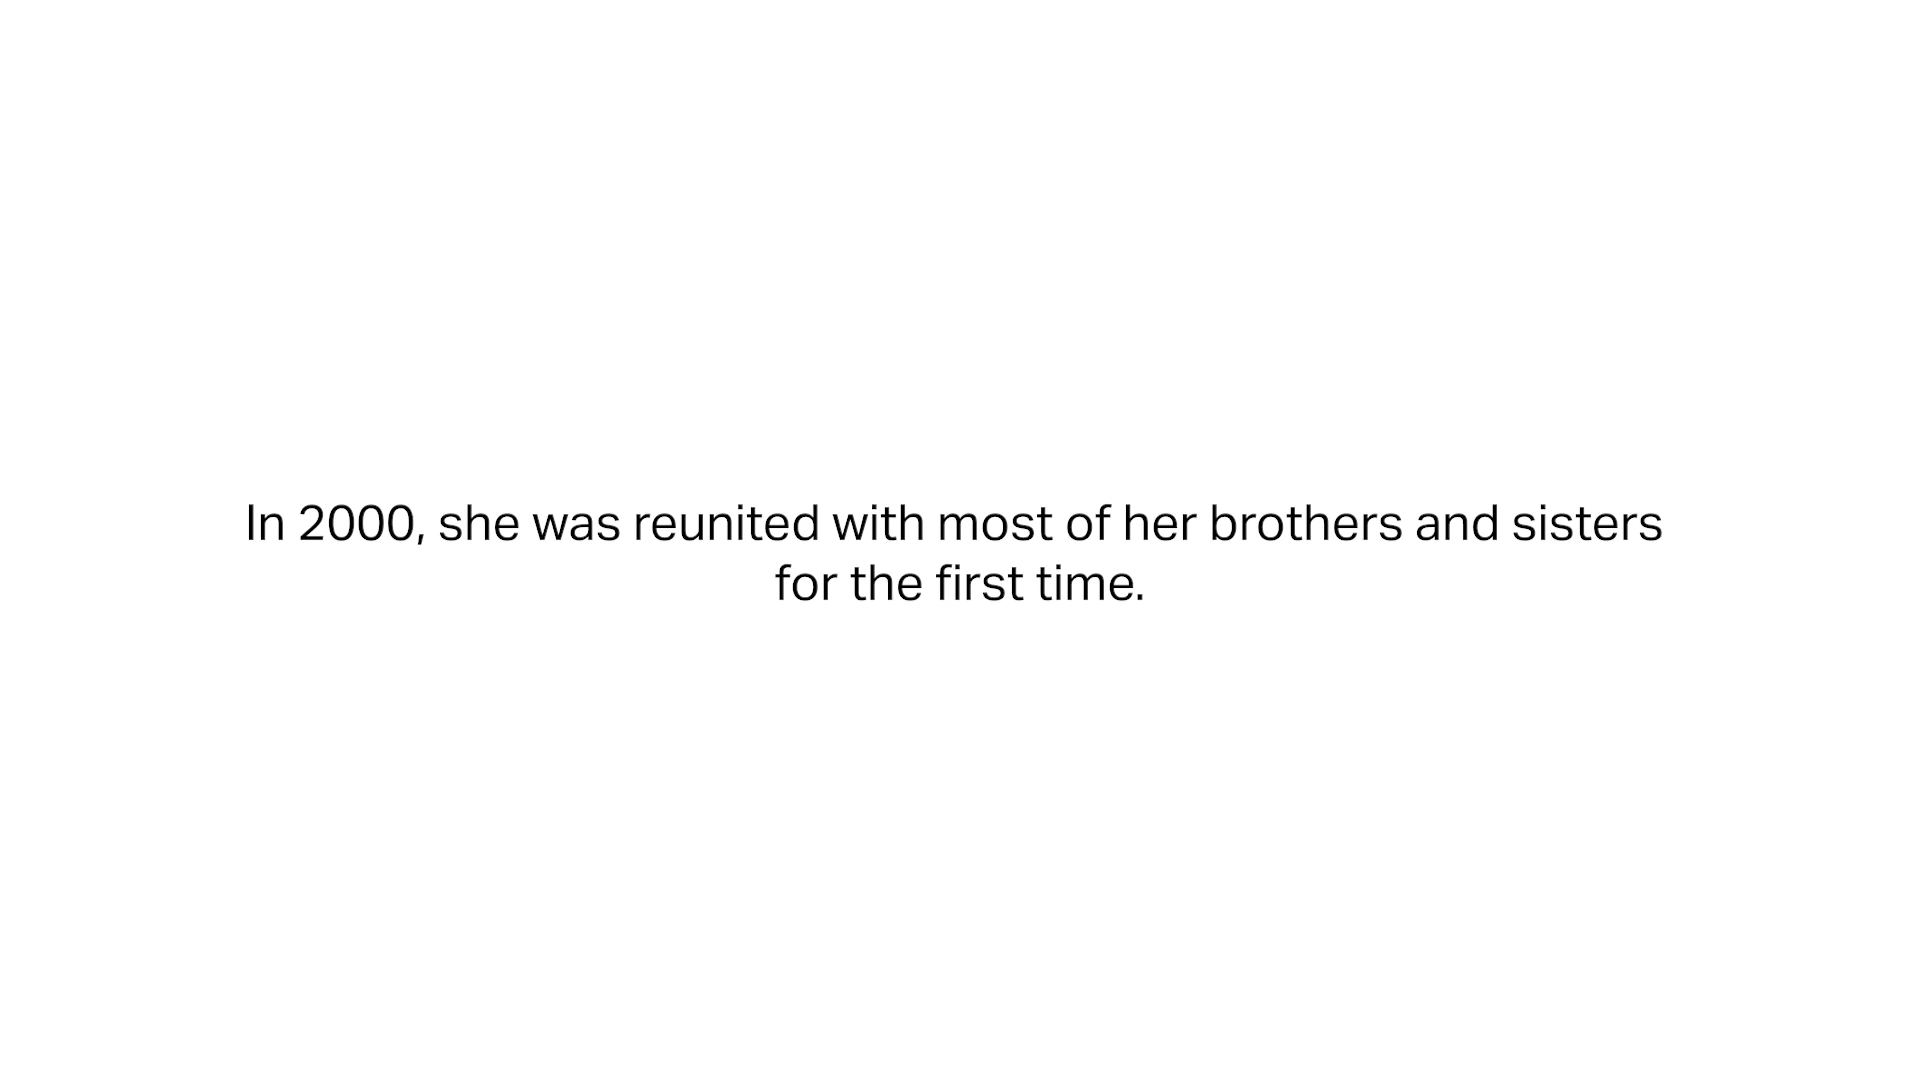 In 2000, she was reunited with most of her brothers and sisters
for the first time.